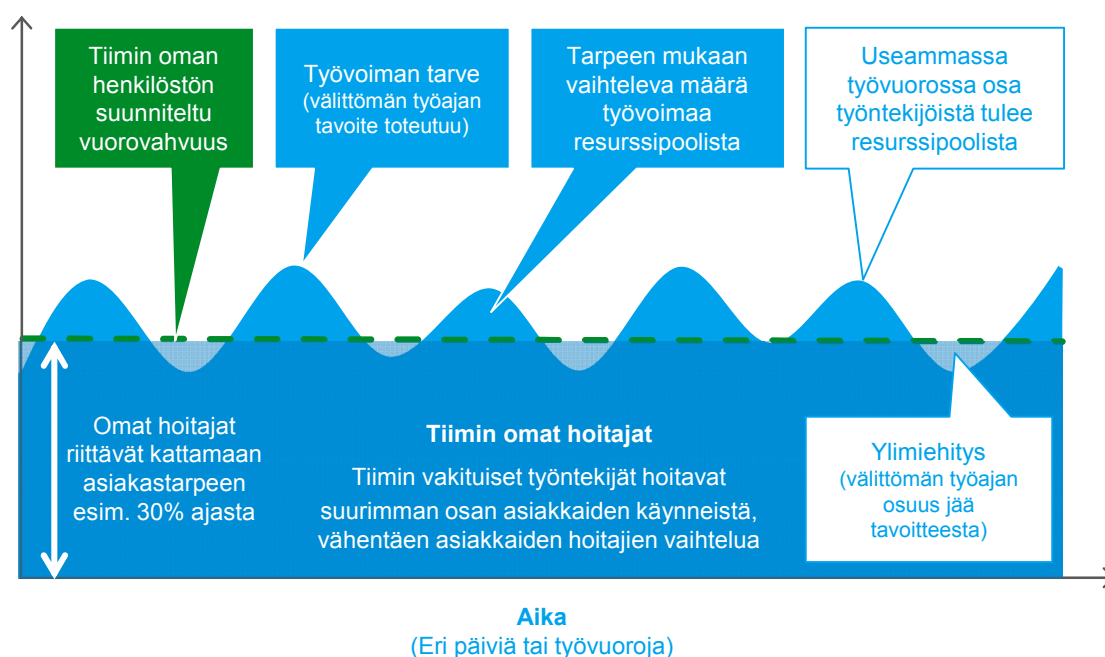 Tiimin oman
henkilöstön
suunniteltu
vuorovahvuus
Työvoiman tarve
(välittömän työajan
tavoite toteutuu)
Tarpeen mukaan
vaihteleva määrä
työvoimaa
resurssipoolista
Useammassa
työvuorossa osa
työntekijöistä tulee
resurssipoolista
Omat hoitajat
riittävät kattamaan
asiakastarpeen
esim. 30% ajasta
Tiimin omat hoitajat
Tiimin vakituiset työntekijät hoitavat
suurimman osan asiakkaiden käynneistä,
vähentäen asiakkaiden hoitajien vaihtelua
Ylimiehitys
(välittömän työajan
osuus jää
tavoitteesta)
Aika
(Eri päiviä tai työvuoroja)